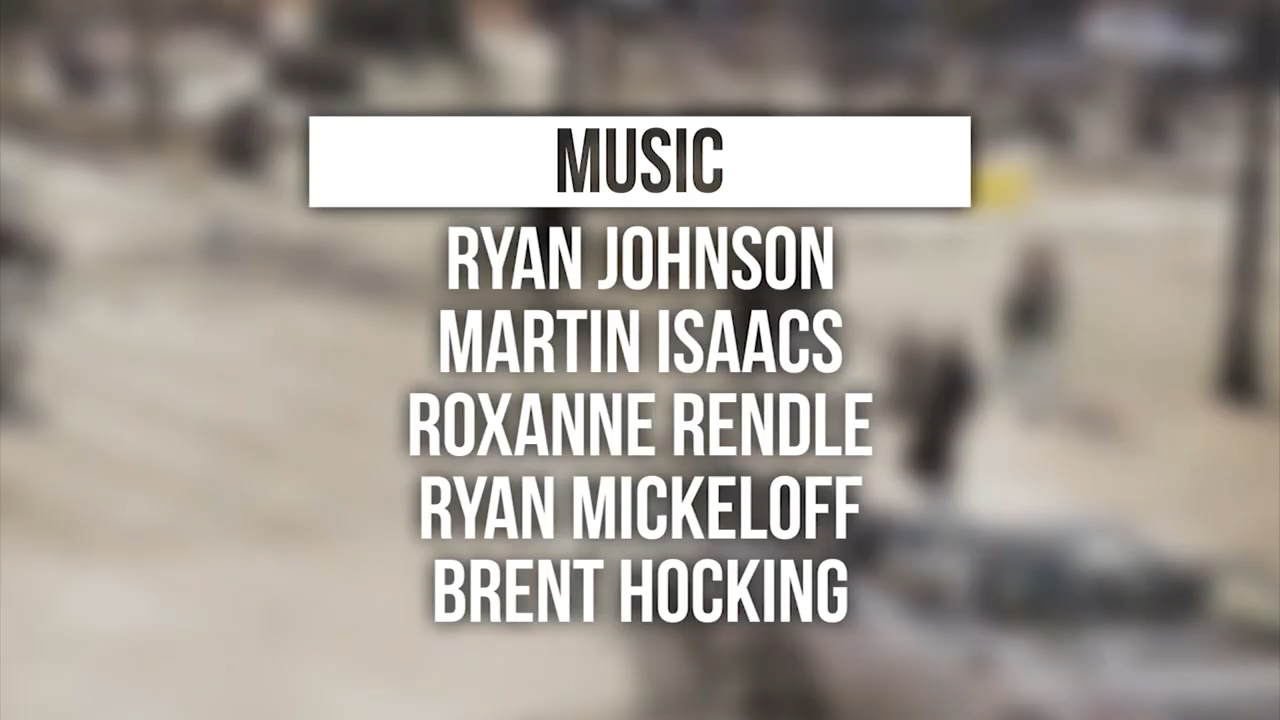 MUSIC
RYAN JOHNSON
MARTIN ISAACS
ROXANNE RENDLE
RYAN MICKELOFF
BRENT HOCKING